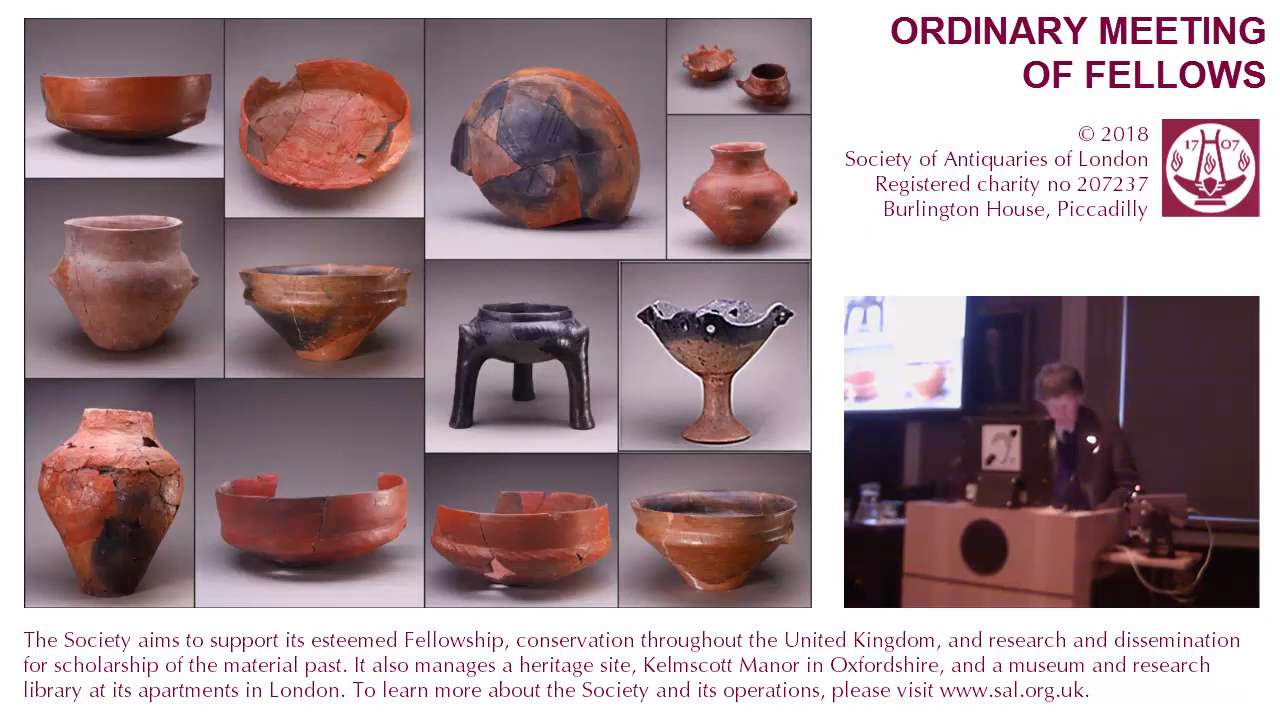 ORDINARY MEETING
OF FELLOWS
© 2018
Society of Antiquaries of London
Registered charity no 207237
Burlington House, Piccadilly
17 07
The Society aims to support its esteemed Fellowship, conservation throughout the United Kingdom, and research and dissemination
for scholarship of the material past. It also manages a heritage site, Kelmscott Manor in Oxfordshire, and a museum and research
library at its apartments in London. To learn more about the Society and its operations, please visit www.sal.org.uk.